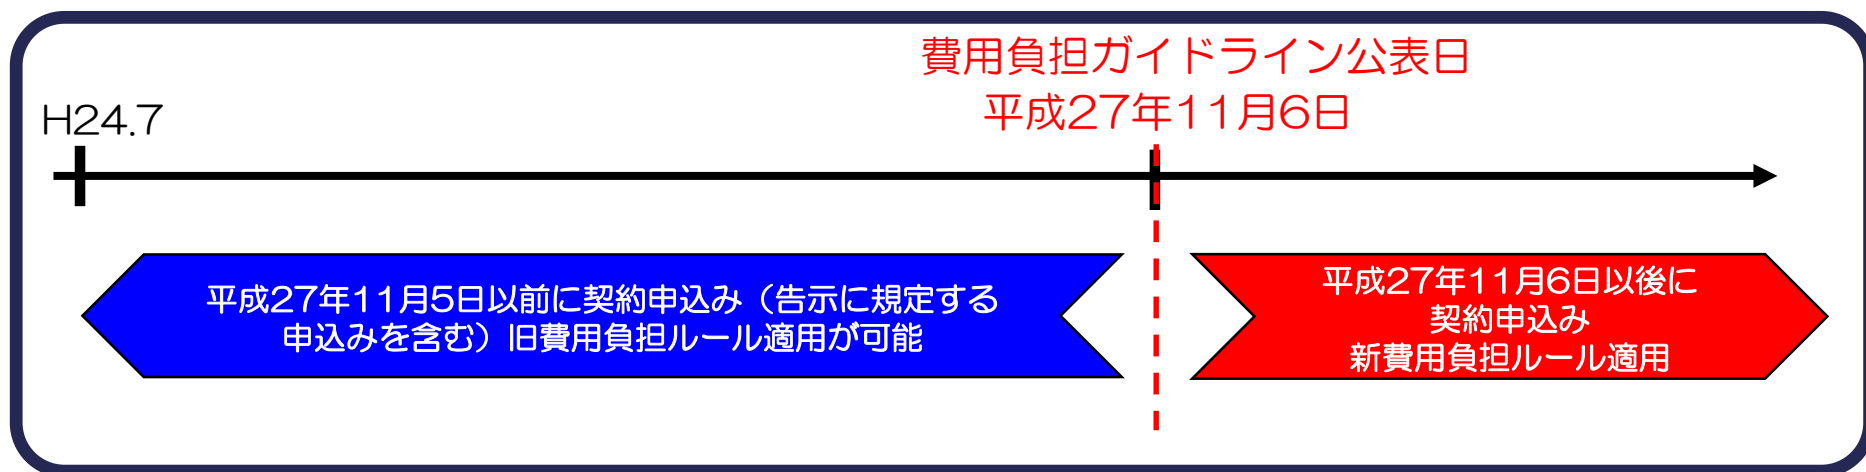 費用負担ガイドライン公表日
平成27年11月6日
H24.7
平成27年11月5日以前に契約申込み（告示に規定する
申込みを含む）旧費用負担ルール適用が可能
平成27年11月6日以後に
契約申込み
新費用負担ルール適用